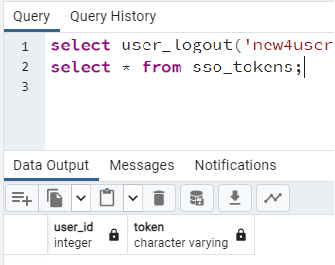 Query
Query History
1 select user_logout('new4user
2 select * from sso_tokens;
3
Data Output
Messages
Notifications
user_id
integer
token
character varying